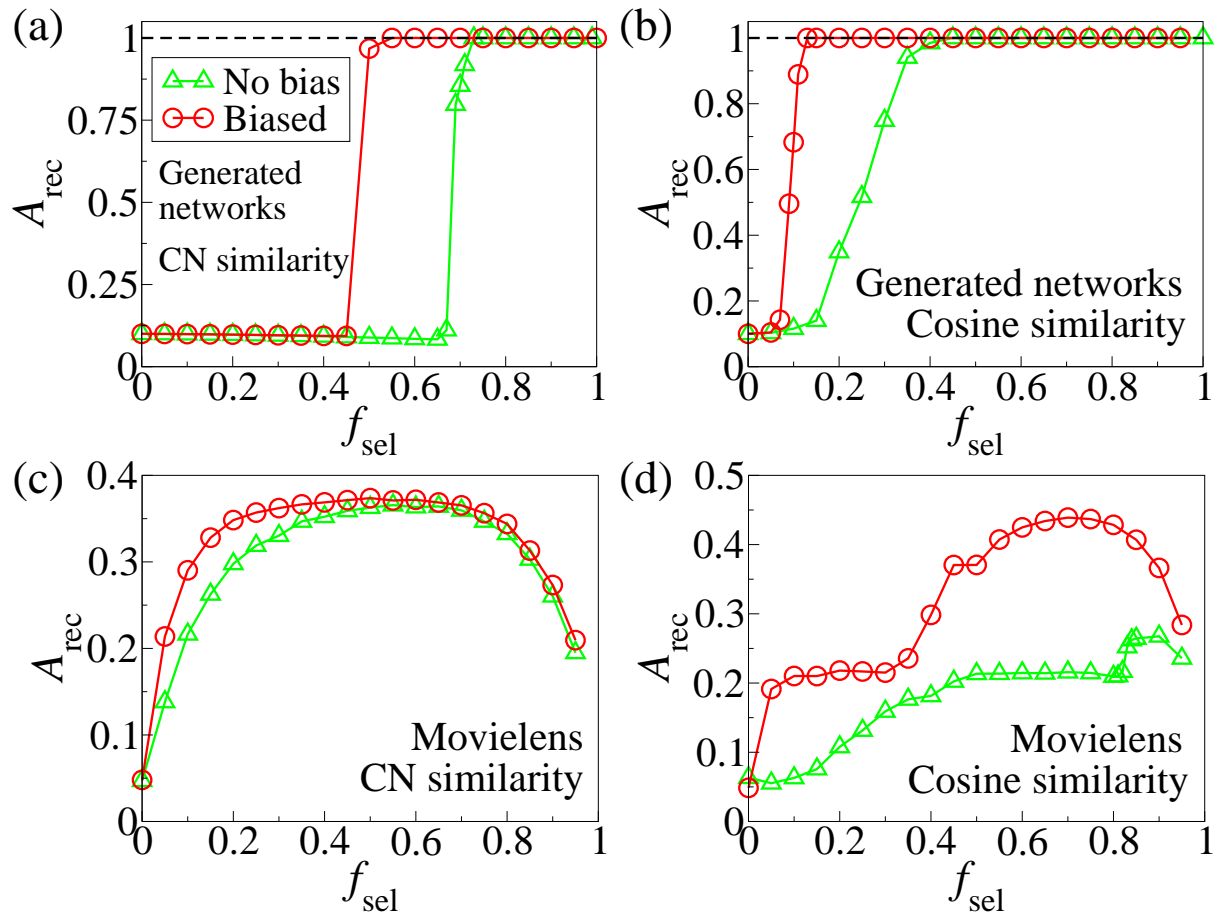 (a)
1
0.75
0.5
0.25
0
A_rec
No bias
Biased
Generated
networks
CN similarity
0 0.2 0.4 0.6 0.8 1
f_sel
(b)
1
0.8
0.6
0.4
0.2
0
A_rec
Generated networks
Cosine similarity
0 0.2 0.4 0.6 0.8 1
f_sel
(c)
0.4
0.3
0.2
0.1
0
A_rec
Movielens
CN similarity
0 0.2 0.4 0.6 0.8 1
f_sel
(d)
0.5
0.4
0.3
0.2
0.1
0
A_rec
Movielens
Cosine similarity
0 0.2 0.4 0.6 0.8 1
f_sel